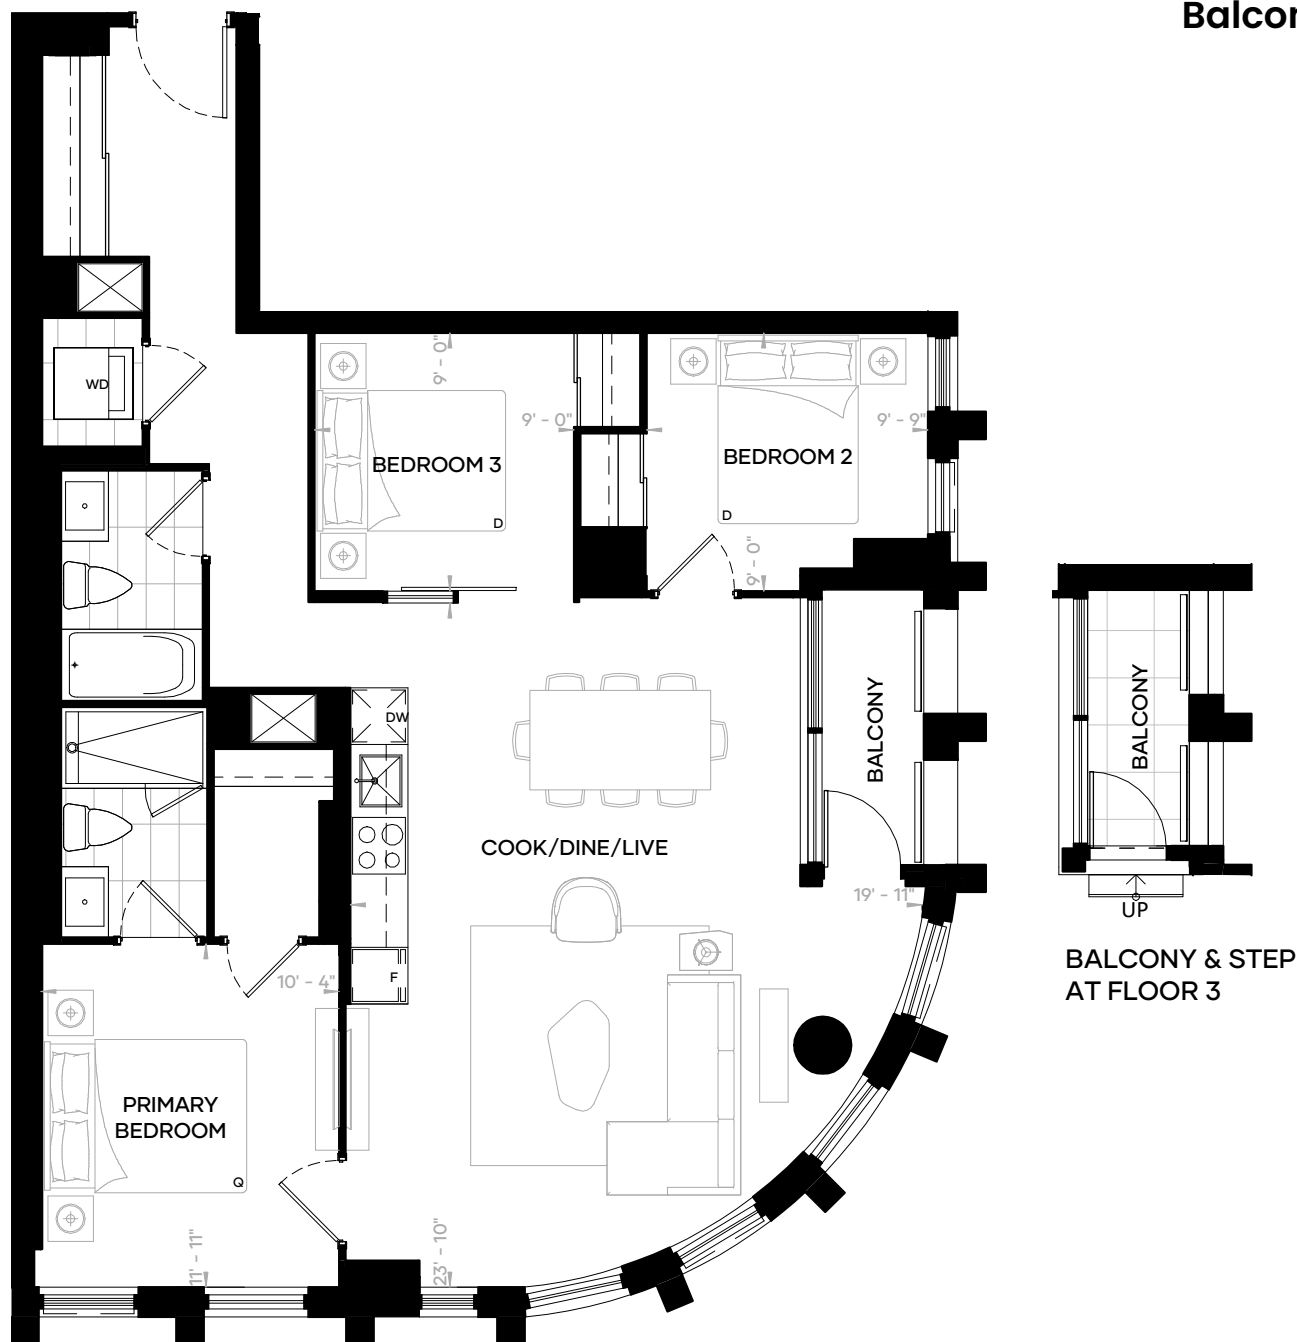 Balcon
WD
9' - 0"
9' - 0"
9' - 9"
BEDROOM 3
BEDROOM 2
D
D
9' - 0"
DW
BALCONY
BALCONY
COOK/DINE/LIVE
19' - 11"
UP
F
10' - 4"
BALCONY & STEP
AT FLOOR 3
PRIMARY
BEDROOM
Q
11' - 11"
23' - 10"